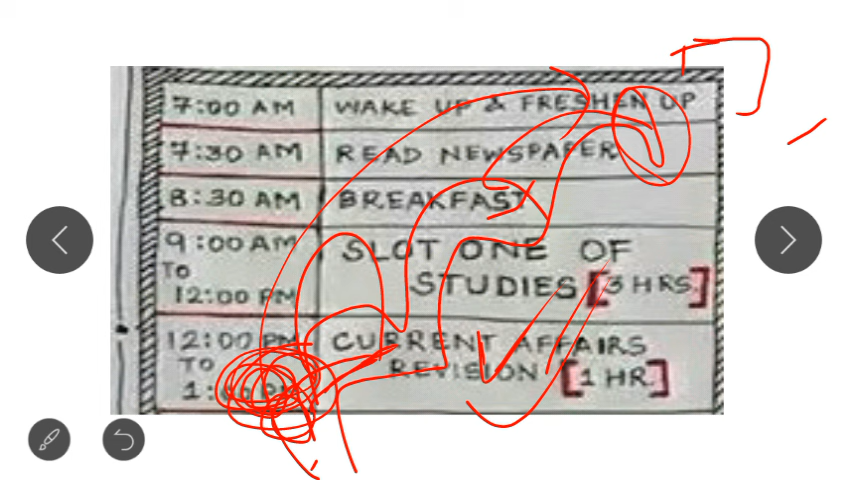 7:00 AM WAKE UP & FRESHEN UP
7:30 AM READ NEWSPAPER
8:30 AM BREAKFAST
9:00 AM SLOT ONE OF
TO STUDIES [3 HRS.]
12:00 PM
12:00 PM CURRENT AFFAIRS
TO REVISION [1 HR.]
PM